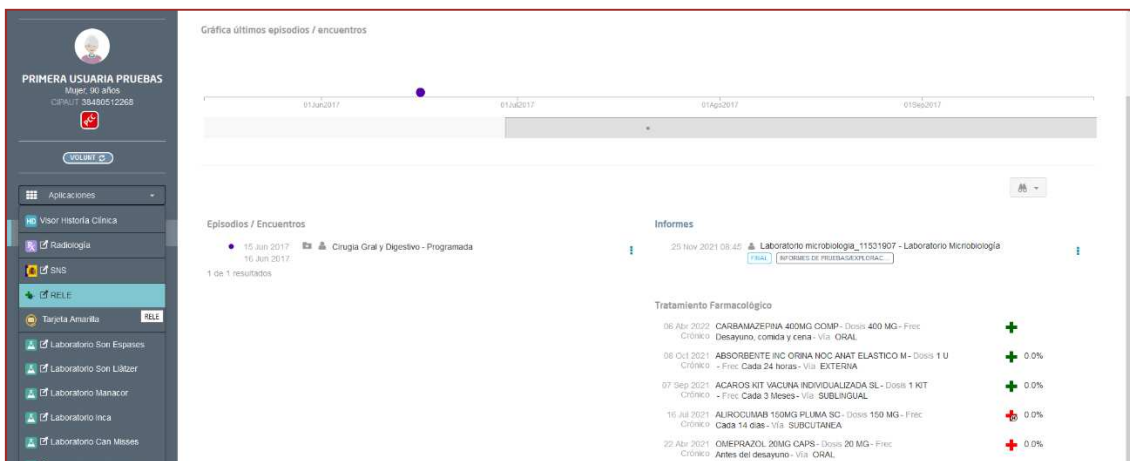 Gráfica últimos episodios / encuentros
PRIMERA USUARIA PRUEBAS
Mujer, 90 años
CIPAUT 38480512268
01Jun2017
01Jul2017
01Ago2017
01Sep2017
VOLUNT
Aplicaciones
HD Visor Historia Clínica
Radiología
SNS
RELE
Tarjeta Amarilla
RELE
Laboratorio Son Espases
Laboratorio Son Llàtzer
Laboratorio Manacor
Laboratorio Inca
Laboratorio Can Misses
Episodios / Encuentros
15 Jun 2017 Cirugia Gral y Digestivo - Programada
16 Jun 2017
1 de 1 resultados
Informes
25 Nov 2021 08:45 Laboratorio microbiologia_11531907 - Laboratorio Micriobiología
FINAL INFORMES DE PRUEBAS/EXPLORAC...
Tratamiento Farmacológico
06 Abr 2022 CARBAMAZEPINA 400MG COMP - Dosis 400 MG - Frec
Crónico Desayuno, comida y cena - Vía ORAL
08 Oct 2021 ABSORBENTE INC ORINA NOC ANAT ELASTICO M - Dosis 1 U
0.0%
Crónico - Frec Cada 24 horas - Vía EXTERNA
07 Sep 2021 ACAROS KIT VACUNA INDIVIDUALIZADA SL - Dosis 1 KIT
0.0%
Crónico - Frec Cada 3 Meses - Vía SUBLINGUAL
16 Jul 2021 ALIROCUMAB 150MG PLUMA SC - Dosis 150 MG - Frec
0.0%
Crónico Cada 14 dias - Vía SUBCUTANEA
22 Abr 2021 OMEPRAZOL 20MG CAPS - Dosis 20 MG - Frec
0.0%
Crónico Antes del desayuno - Vía ORAL